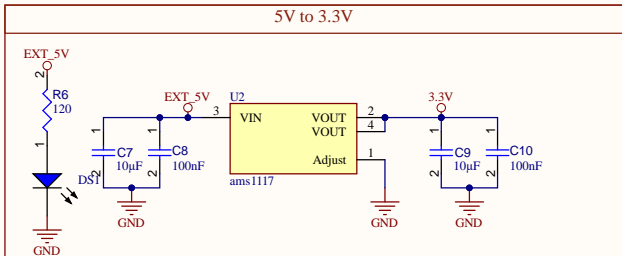 5V to 3.3V
EXT_5V
2
R6
120
1
DS1
GND
EXT_5V
1
C7
10µF
2
1
C8
100nF
2
GND
U2
3
VIN
VOUT
2
VOUT
4
Adjust
1
ams1117
GND
3.3V
1
C9
10µF
2
1
C10
100nF
2
GND